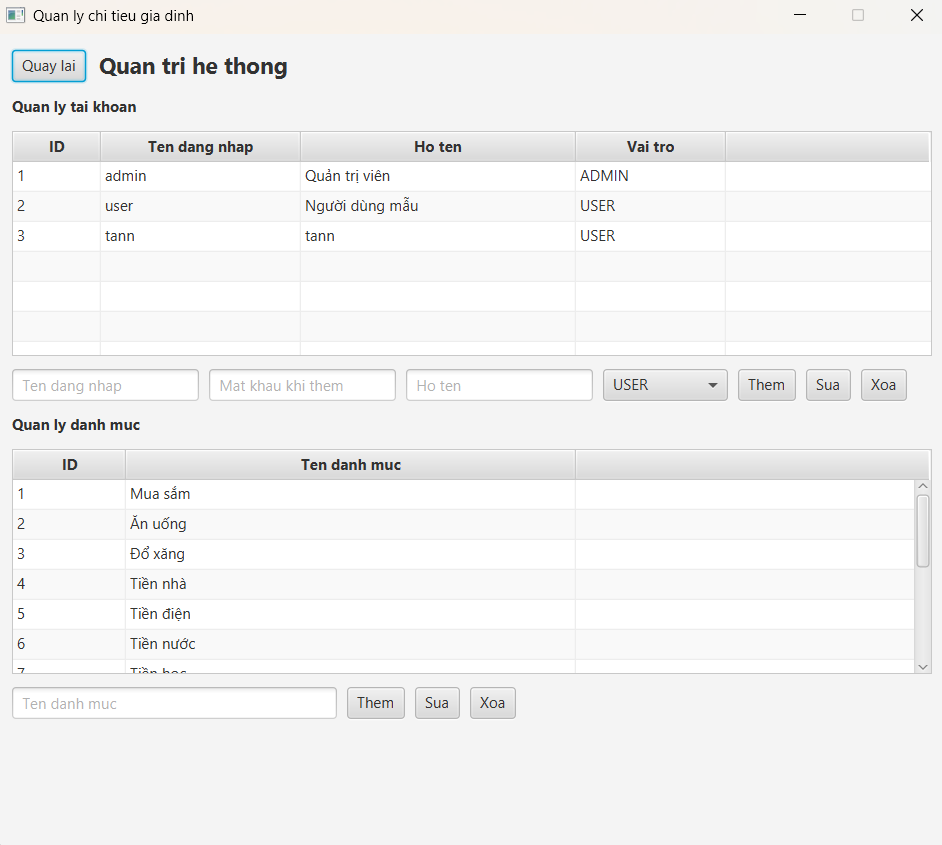 Quan ly chi tieu gia dinh
Quay lai Quan tri he thong
Quan ly tai khoan
ID Ten dang nhap Ho ten Vai tro
1 admin Quản trị viên ADMIN
2 user Người dùng mẫu USER
3 tann tann USER
Ten dang nhap Mat khau khi them Ho ten USER Them Sua Xoa
Quan ly danh muc
ID Ten danh muc
1 Mua sắm
2 Ăn uống
3 Đổ xăng
4 Tiền nhà
5 Tiền điện
6 Tiền nước
7 Tiền học
Ten danh muc Them Sua Xoa